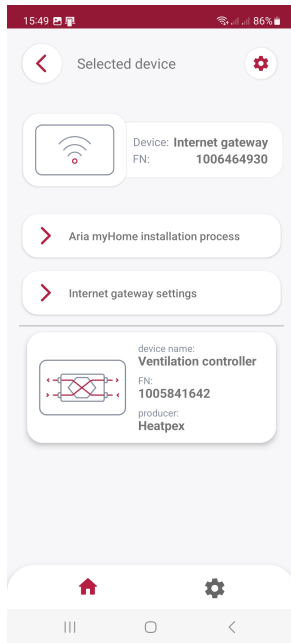 15:49 86%
Selected device
Device: Internet gateway
FN: 1006464930
Aria myHome installation process
Internet gateway settings
device name:
Ventilation controller
FN:
1005841642
producer:
Heatpex